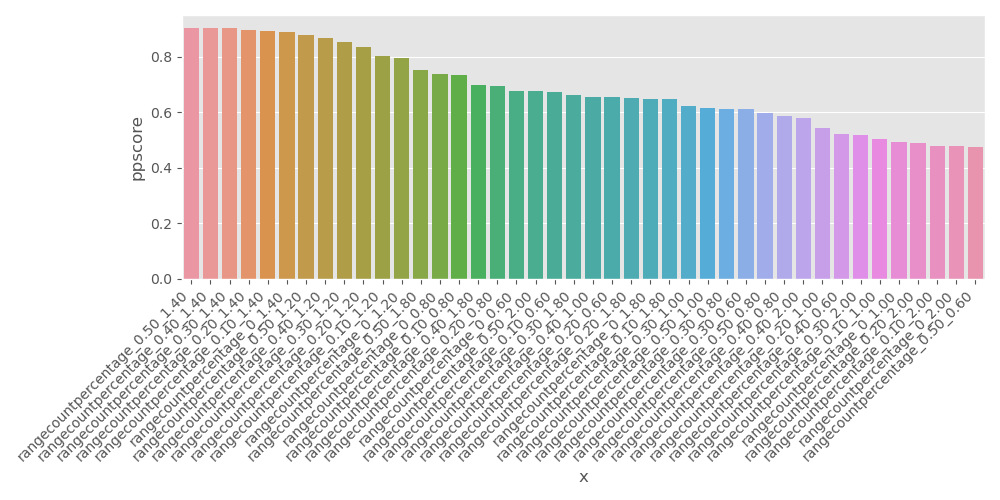 ppscore
0.8
0.6
0.4
0.2
0.0
rangecountpercentage_0.50_1.40
rangecountpercentage_0.40_1.40
rangecountpercentage_0.30_1.40
rangecountpercentage_0.20_1.40
rangecountpercentage_0.10_1.40
rangecountpercentage_0_1.40
rangecountpercentage_0.50_1.20
rangecountpercentage_0.40_1.20
rangecountpercentage_0.30_1.20
rangecountpercentage_0.20_1.20
rangecountpercentage_0.10_1.20
rangecountpercentage_0_1.20
rangecountpercentage_0.50_1.80
rangecountpercentage_0_0.80
rangecountpercentage_0.10_0.80
rangecountpercentage_0.40_1.80
rangecountpercentage_0.20_0.80
rangecountpercentage_0_0.60
rangecountpercentage_0.50_2.00
rangecountpercentage_0.10_0.60
rangecountpercentage_0.30_1.80
rangecountpercentage_0.40_1.00
rangecountpercentage_0.20_0.60
rangecountpercentage_0.20_1.80
rangecountpercentage_0_1.80
rangecountpercentage_0.10_1.80
rangecountpercentage_0.30_1.00
rangecountpercentage_0.50_1.00
rangecountpercentage_0.30_0.80
rangecountpercentage_0.30_0.60
rangecountpercentage_0.50_0.80
rangecountpercentage_0.40_0.80
rangecountpercentage_0.40_2.00
rangecountpercentage_0.20_1.00
rangecountpercentage_0.40_0.60
rangecountpercentage_0.30_2.00
rangecountpercentage_0.10_1.00
rangecountpercentage_0_1.00
rangecountpercentage_0.20_2.00
rangecountpercentage_0.10_2.00
rangecountpercentage_0_2.00
rangecountpercentage_0.50_0.60
x